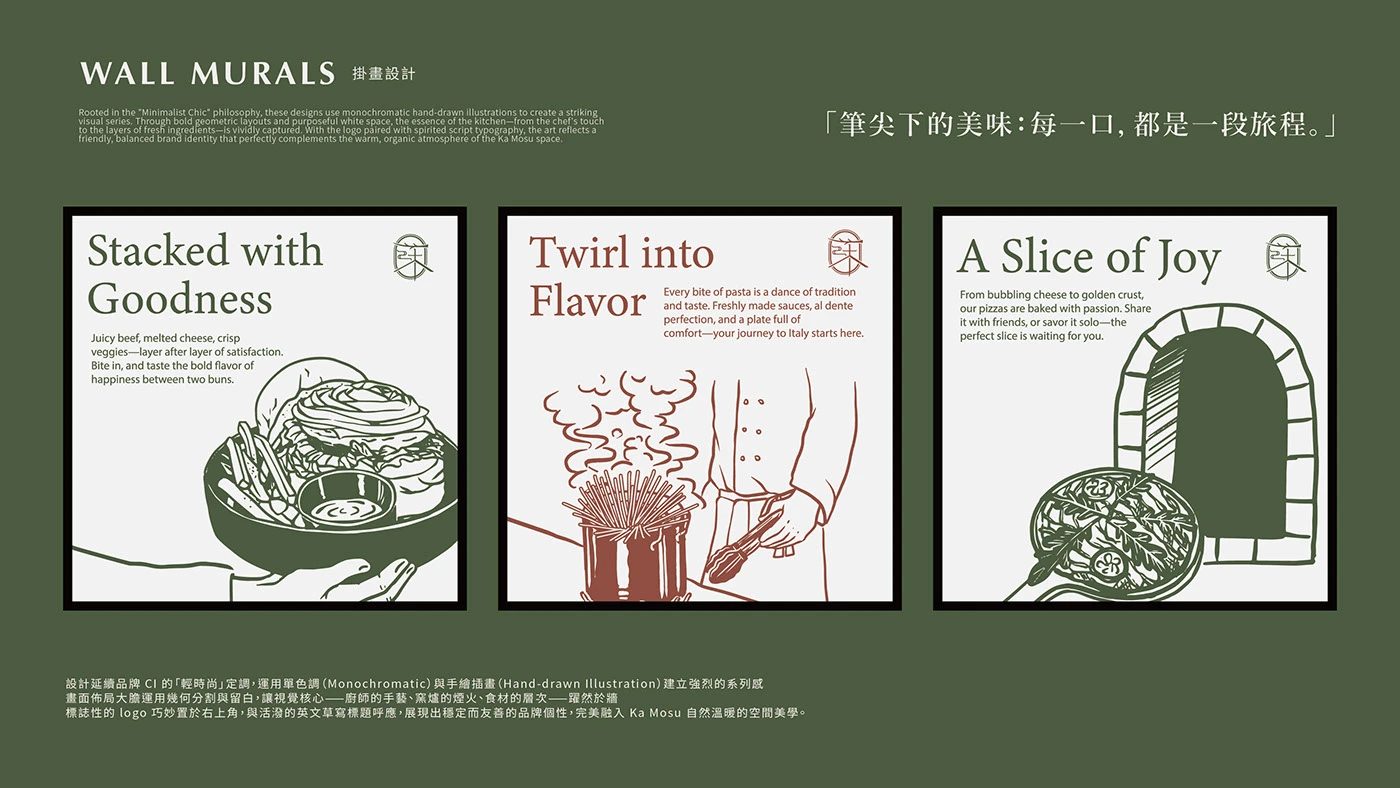 WALL MURALS 掛畫設計
Rooted in the "Minimalist Chic" philosophy, these designs use monochromatic hand-drawn illustrations to create a striking
visual series. Through bold geometric layouts and purposeful white space, the essence of the kitchen—from the chef's touch
to the layers of fresh ingredients—is vividly captured. With the logo paired with spirited script typography, the art reflects a
friendly, balanced brand identity that perfectly complements the warm, organic atmosphere of the Ka Mosu space.
「筆尖下的美味：每一口，都是一段旅程。」
Stacked with
Goodness
Juicy beef, melted cheese, crisp
veggies—layer after layer of satisfaction.
Bite in, and taste the bold flavor of
happiness between two buns.
Twirl into
Flavor
Every bite of pasta is a dance of tradition
and taste. Freshly made sauces, al dente
perfection, and a plate full of
comfort—your journey to Italy starts here.
A Slice of Joy
From bubbling cheese to golden crust,
our pizzas are baked with passion. Share
it with friends, or savor it solo—the
perfect slice is waiting for you.
設計延續品牌 CI 的「輕時尚」定調，運用單色調（Monochromatic）與手繪插畫（Hand-drawn Illustration）建立強烈的系列感
畫面佈局大膽運用幾何分割與留白，讓視覺核心——廚師的手藝、窯爐的煙火、食材的層次——躍然於牆
標誌性的 logo 巧妙置於右上角，與活潑的英文草寫標題呼應，展現出穩定而友善的品牌個性，完美融入 Ka Mosu 自然溫暖的空間美學。